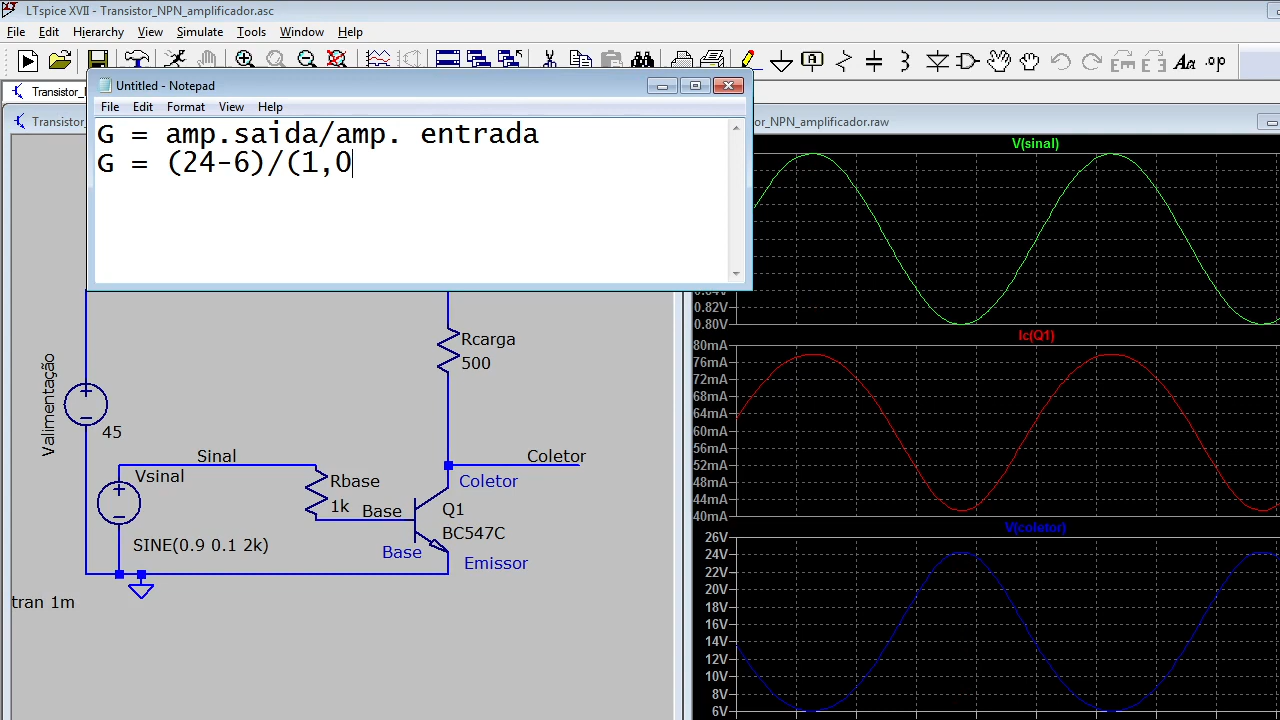 LTspice XVII - Transistor_NPN_amplificador.asc
File Edit Hierarchy View Simulate Tools Window Help
.op
Transistor_
Untitled - Notepad
File Edit Format View Help
G = amp.saida/amp. entrada
G = (24-6)/(1,0
Transistor
or_NPN_amplificador.raw
V(sinal)
0.82V
0.80V
Ic(Q1)
80mA
76mA
72mA
68mA
64mA
60mA
56mA
52mA
48mA
44mA
40mA
V(coletor)
26V
24V
22V
20V
18V
16V
14V
12V
10V
8V
6V
Rcarga
500
Valimentação
45
Sinal
Vsinal
SINE(0.9 0.1 2k)
Rbase
1k
Base
Base
Coletor
Coletor
Q1
BC547C
Emissor
tran 1m